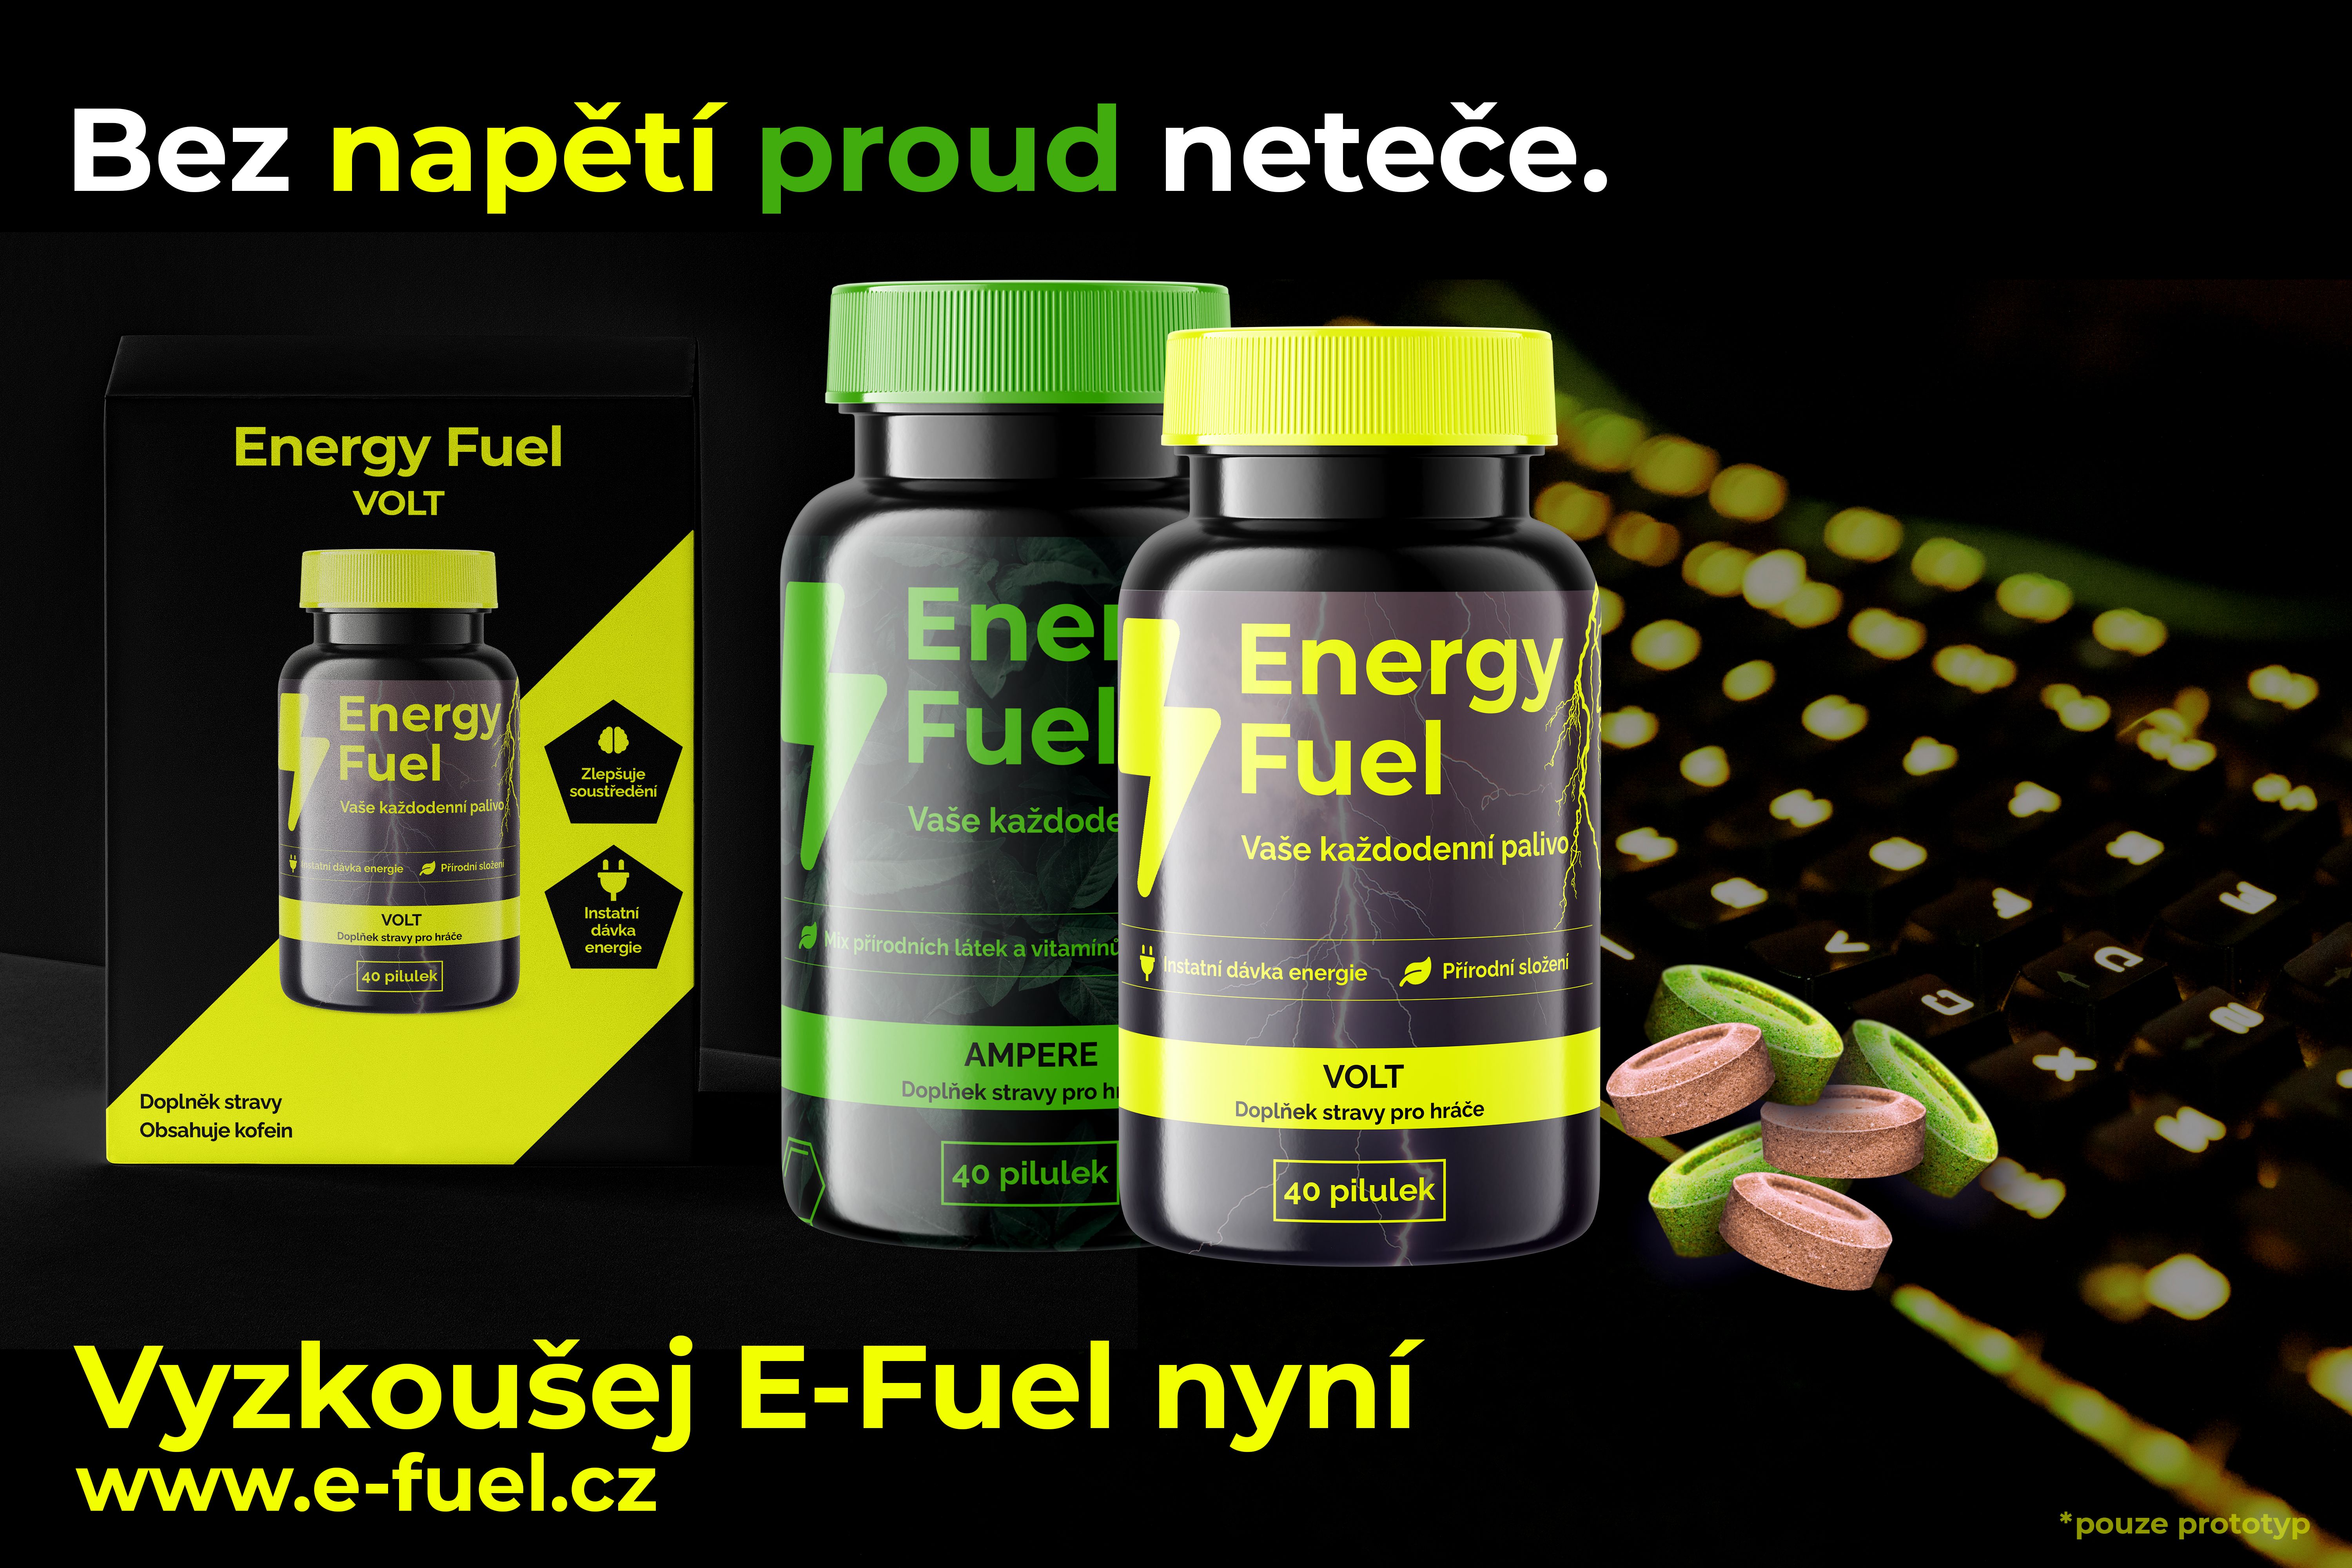 Bez napětí proud neteče.
Energy Fuel
VOLT
Energy
Fuel
Vaše každodenní palivo
Instatní dávka energie
Přírodní složení
VOLT
Doplňek stravy pro hráče
40 pilulek
Zlepšuje
soustředění
Instatní
dávka
energie
Doplněk stravy
Obsahuje kofein
Ener
Fuel
Vaše každode
Mix přírodních látek a vitamínů
AMPERE
Doplňek stravy pro hr
40 pilulek
Energy
Fuel
Vaše každodenní palivo
Instatní dávka energie
Přírodní složení
VOLT
Doplňek stravy pro hráče
40 pilulek
Vyzkoušej E-Fuel nyní
www.e-fuel.cz
*pouze prototyp